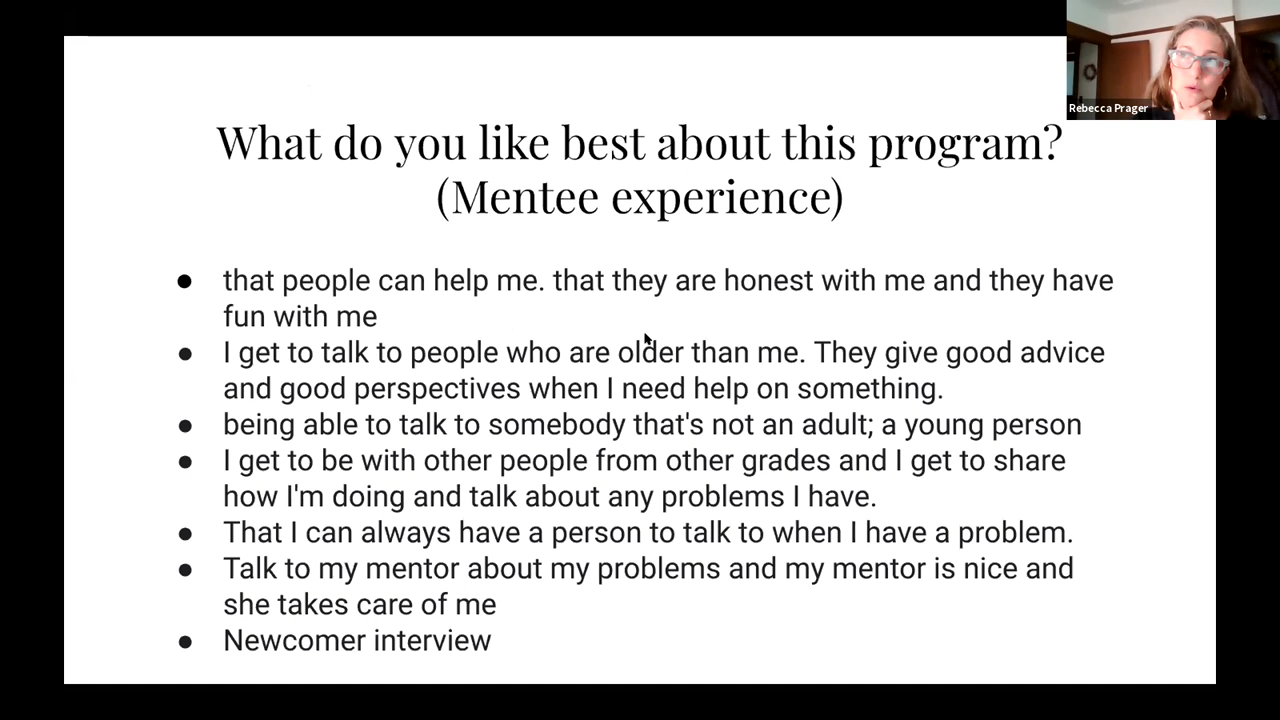 Rebecca Prager
What do you like best about this program?
(Mentee experience)
● that people can help me. that they are honest with me and they have
fun with me
● I get to talk to people who are older than me. They give good advice
and good perspectives when I need help on something.
● being able to talk to somebody that's not an adult; a young person
● I get to be with other people from other grades and I get to share
how I'm doing and talk about any problems I have.
● That I can always have a person to talk to when I have a problem.
● Talk to my mentor about my problems and my mentor is nice and
she takes care of me
● Newcomer interview